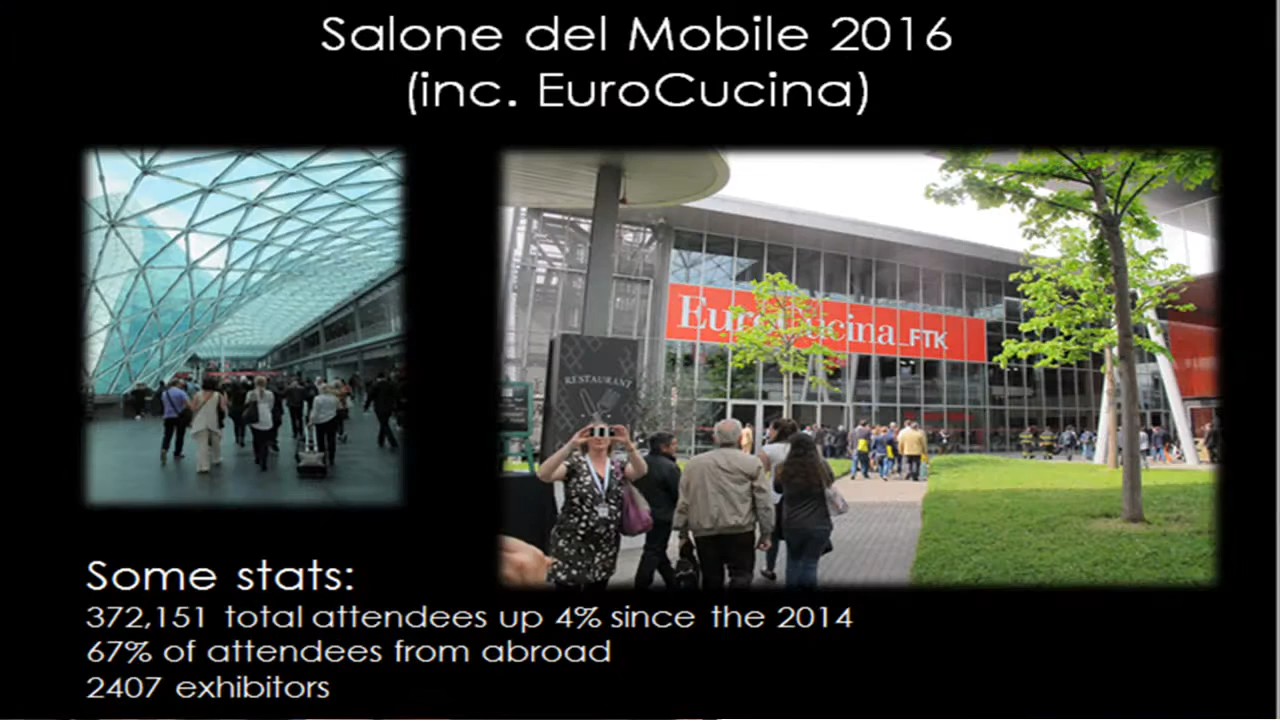 Salone del Mobile 2016
(inc. EuroCucina)
EuroCucina_FTK
RESTAURANT
Some stats:
372,151 total attendees up 4% since the 2014
67% of attendees from abroad
2407 exhibitors